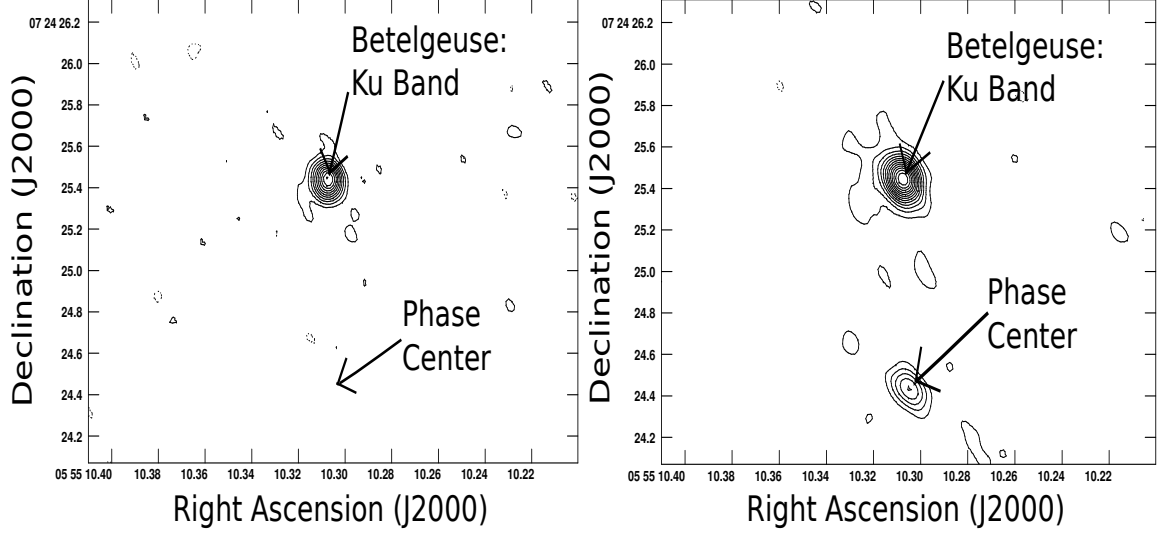 07 24 26.2
26.0
25.8
25.6
25.4
25.2
25.0
24.8
24.6
24.4
24.2
Declination (J2000)
Betelgeuse:
Ku Band
Phase
Center
05 55 10.40
10.38
10.36
10.34
10.32
10.30
10.28
10.26
10.24
10.22
Right Ascension (J2000)
07 24 26.2
26.0
25.8
25.6
25.4
25.2
25.0
24.8
24.6
24.4
24.2
Declination (J2000)
Betelgeuse:
Ku Band
Phase
Center
05 55 10.40
10.38
10.36
10.34
10.32
10.30
10.28
10.26
10.24
10.22
Right Ascension (J2000)